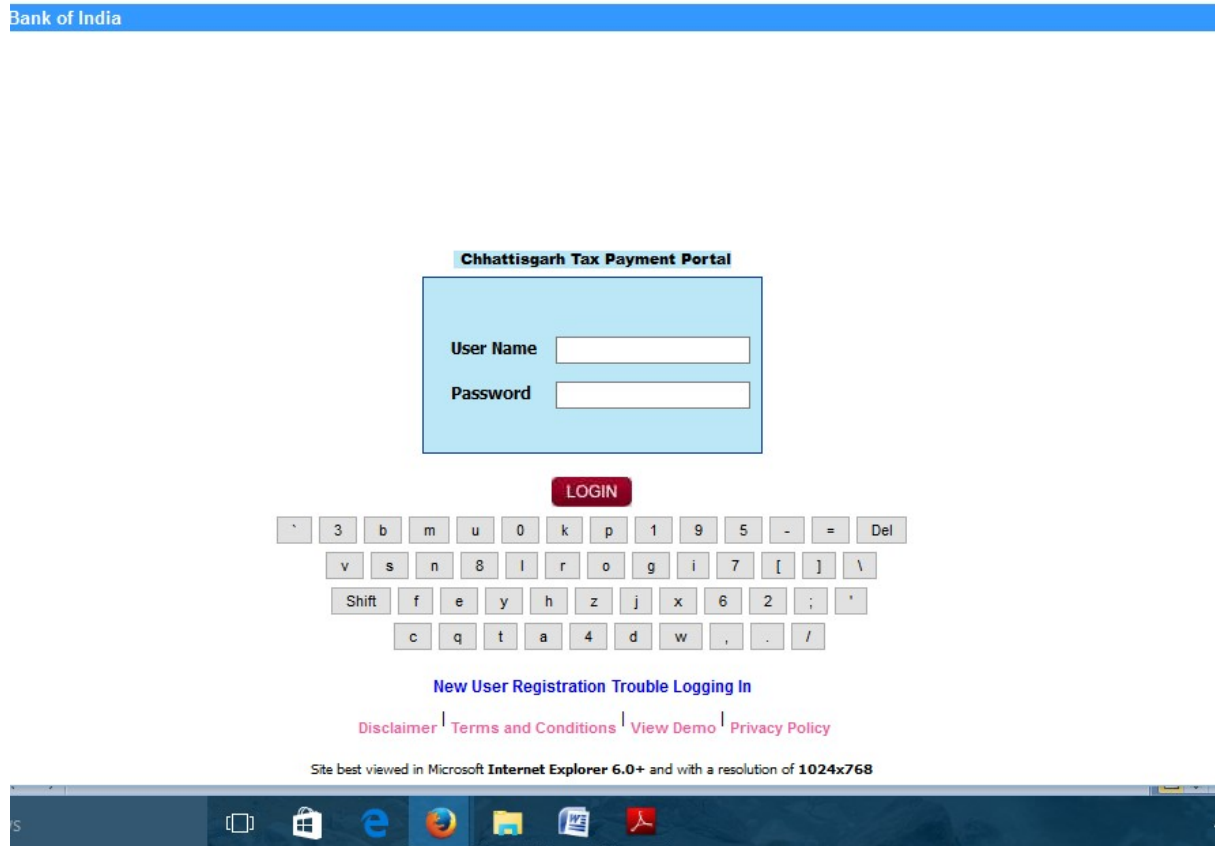 Bank of India
Chhattisgarh Tax Payment Portal
User Name
Password
LOGIN
` 3 b m u 0 k p 1 9 5 - = Del
v s n 8 l r o g i 7 [ ] \
Shift f e y h z j x 6 2 ; '
c q t a 4 d w , . /
New User Registration Trouble Logging In
Disclaimer | Terms and Conditions | View Demo | Privacy Policy
Site best viewed in Microsoft Internet Explorer 6.0+ and with a resolution of 1024x768